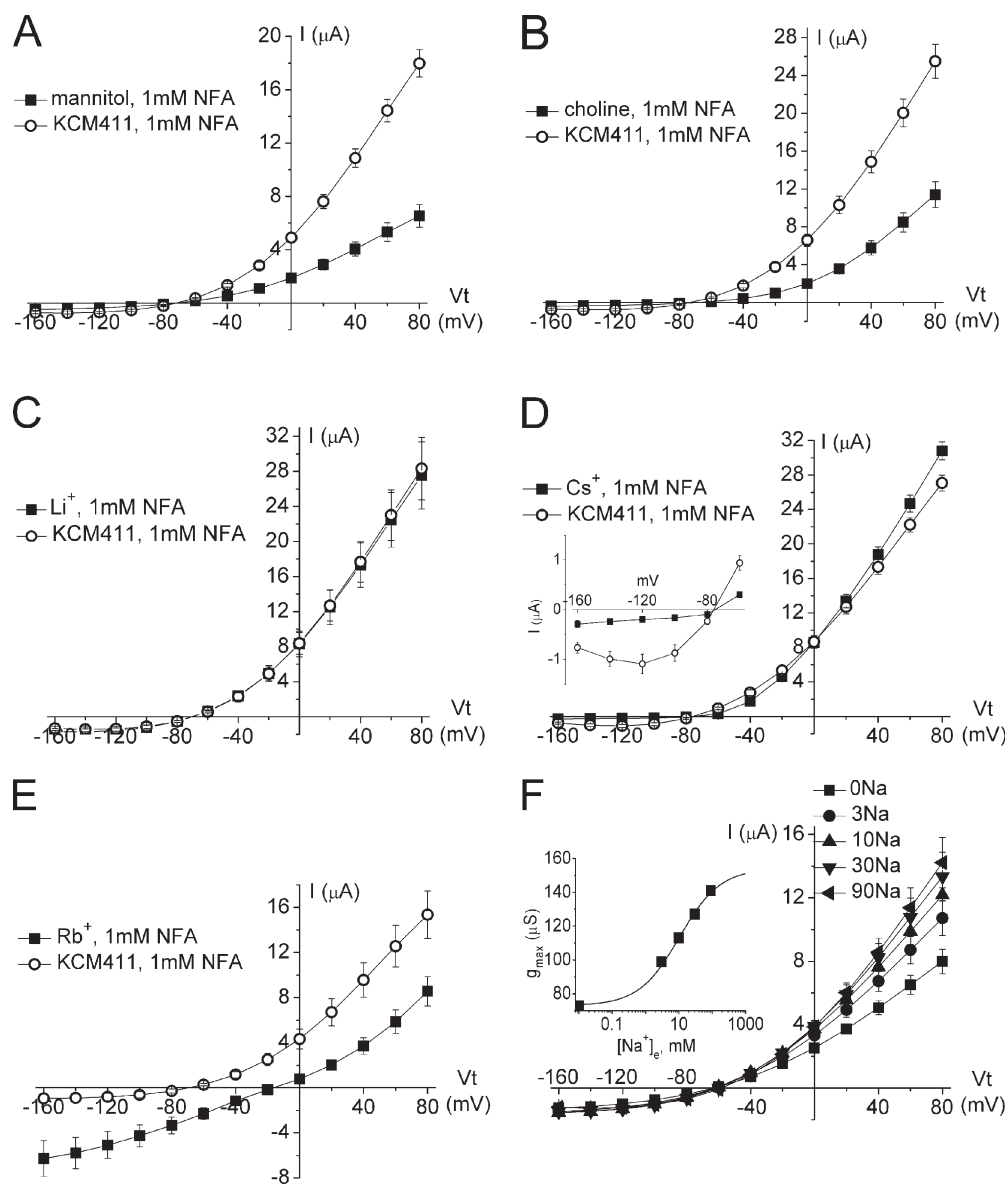 A
I (μA)
mannitol, 1mM NFA
KCM411, 1mM NFA
20
16
12
8
4
-160 -120 -80 -40 40 80
Vt
(mV)
B
I (μA)
choline, 1mM NFA
KCM411, 1mM NFA
28
24
20
16
12
8
4
-160 -120 -80 -40 40 80
Vt
(mV)
C
I (μA)
Li+, 1mM NFA
KCM411, 1mM NFA
32
28
24
20
16
12
8
4
-160 -120 -80 -40 40 80
Vt
(mV)
D
I (μA)
Cs+, 1mM NFA
KCM411, 1mM NFA
32
28
24
20
16
12
8
4
-160 -120 -80 -40 40 80
Vt
(mV)
mV
-160 -120 -80
0
-1
1
I (μA)
E
I (μA)
Rb+, 1mM NFA
KCM411, 1mM NFA
16
12
8
4
-4
-8
-160 -120 -80 -40 40 80
Vt
(mV)
F
0Na
3Na
10Na
30Na
90Na
I (μA)
16
12
8
4
-160 -120 -80 -40 40 80
Vt
(mV)
160
140
120
100
80
gmax (μS)
0.1 10 1000
[Na+]e, mM